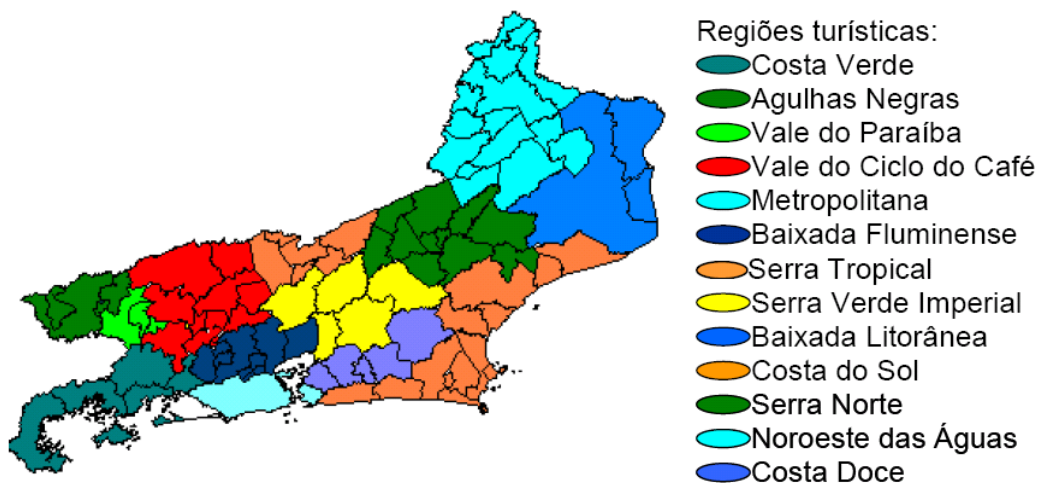 Regiões turísticas:
Costa Verde
Agulhas Negras
Vale do Paraíba
Vale do Ciclo do Café
Metropolitana
Baixada Fluminense
Serra Tropical
Serra Verde Imperial
Baixada Litorânea
Costa do Sol
Serra Norte
Noroeste das Águas
Costa Doce